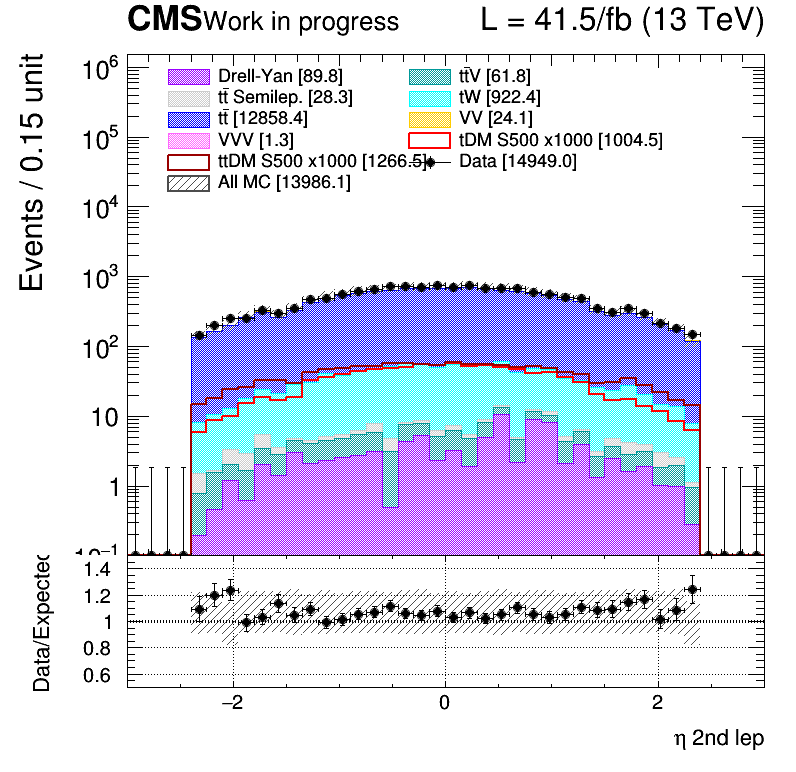 CMS Work in progress L = 41.5/fb (13 TeV)
Events / 0.15 unit
10⁶
10⁵
10⁴
10³
10²
10
1
10⁻¹
Drell-Yan [89.8] tt̄V [61.8]
tt̄ Semilep. [28.3] tW [922.4]
tt̄ [12858.4] VV [24.1]
VVV [1.3] tDM S500 x1000 [1004.5]
ttDM S500 x1000 [1266.5] Data [14949.0]
All MC [13986.1]
Data/Expected
1.4
1.2
1
0.8
0.6
−2 0 2
η 2nd lep